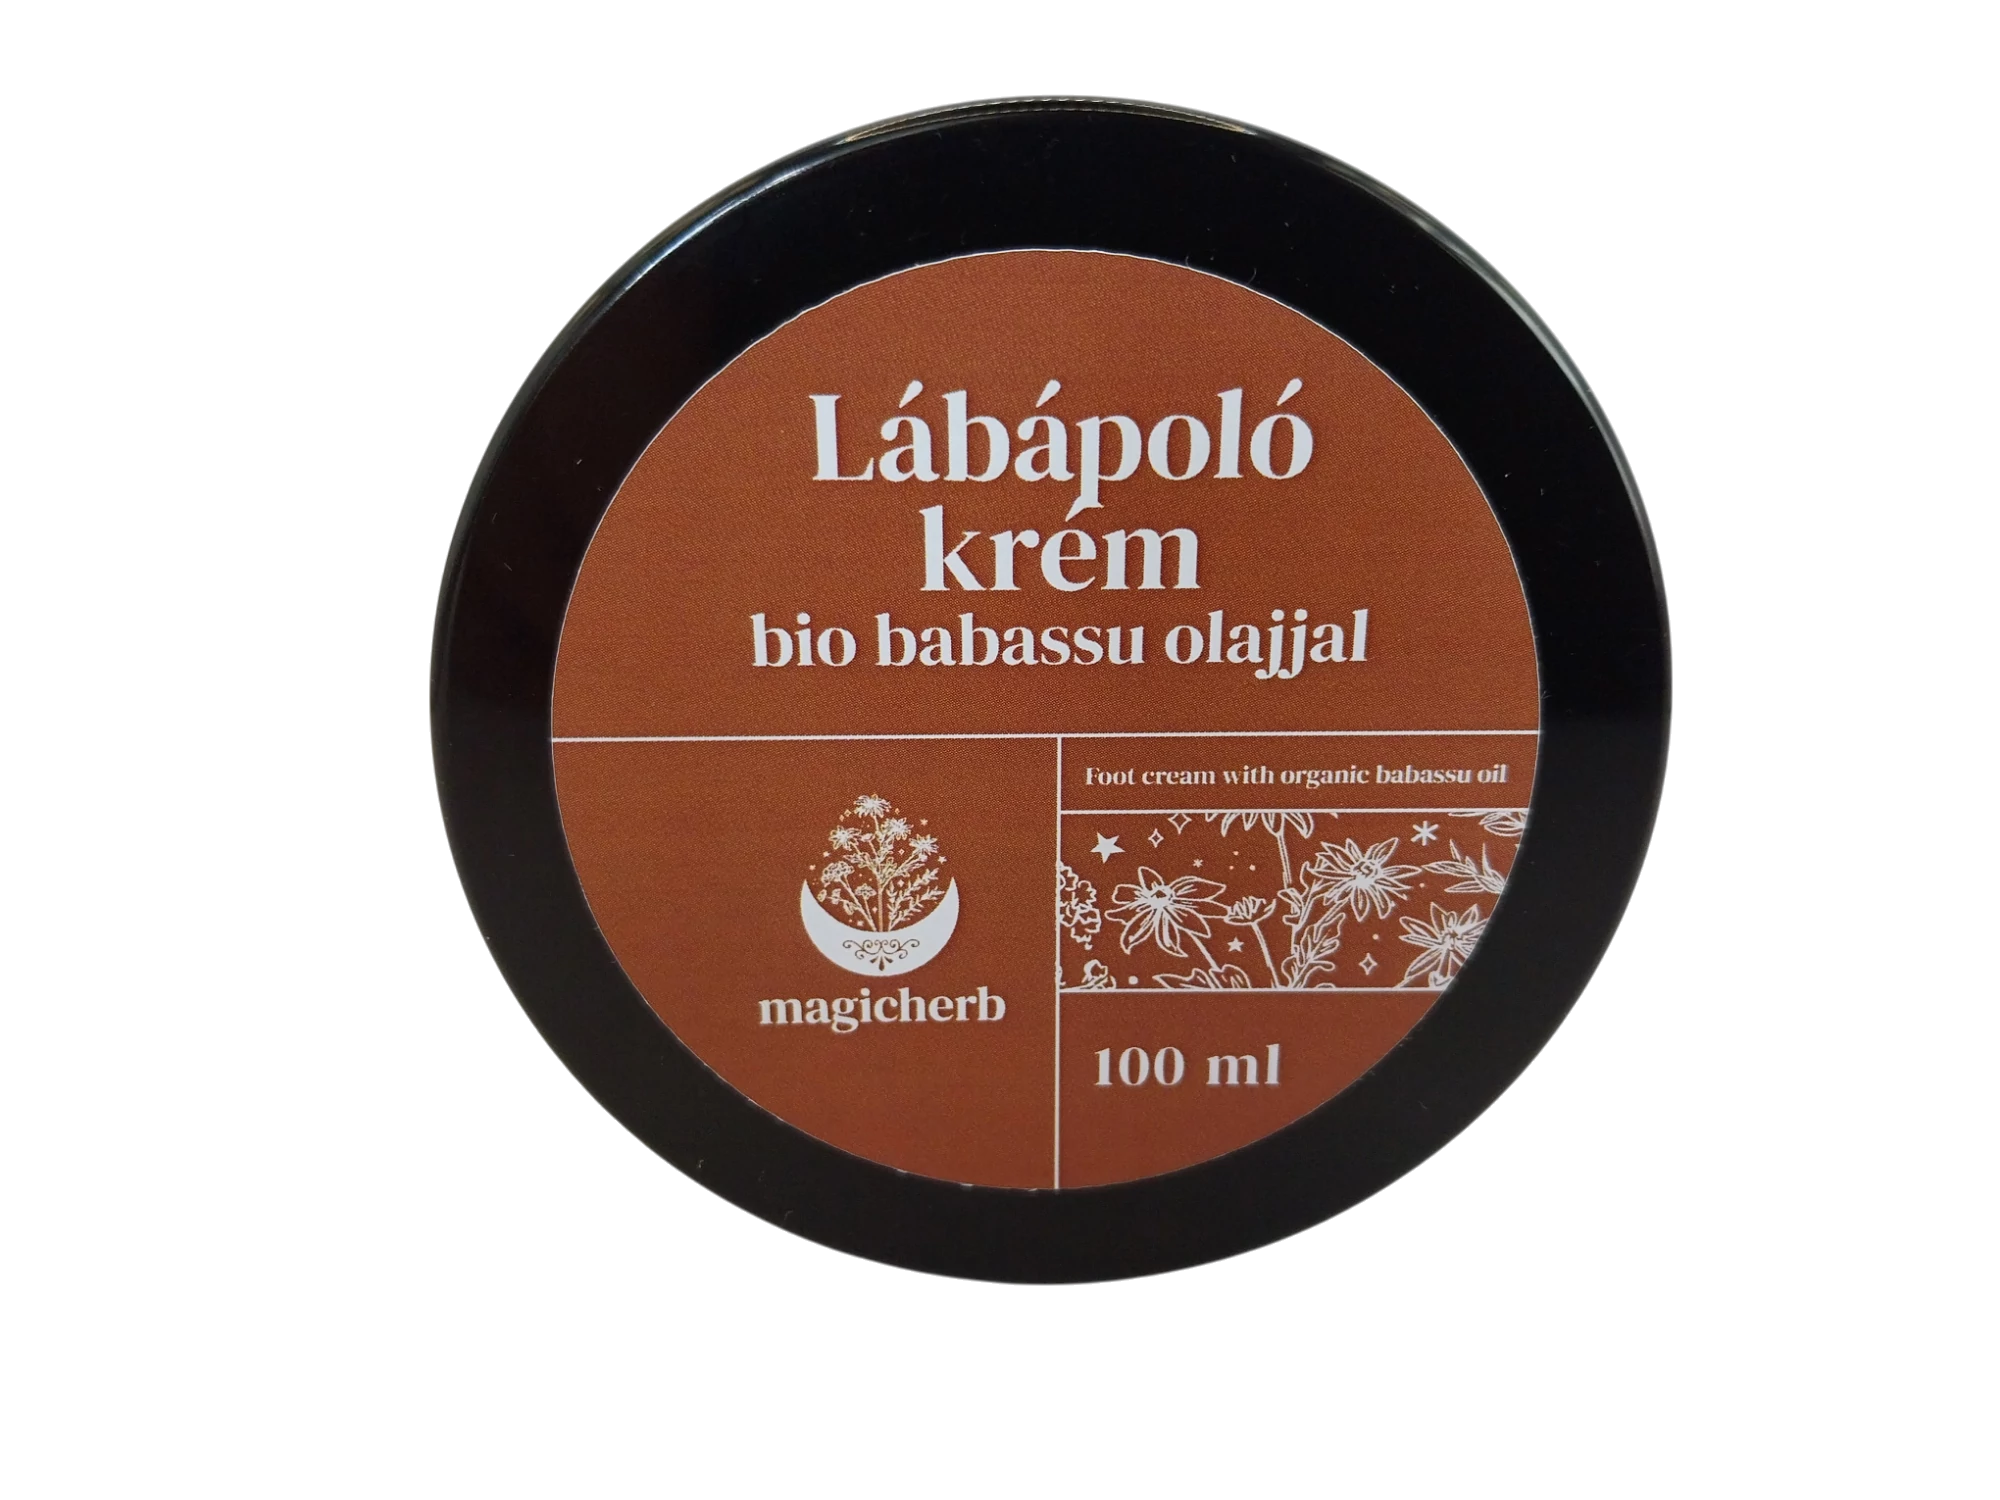 Lábápoló
krém
bio babassu olajjal
Foot cream with organic babassu oil
magicherb
100 ml